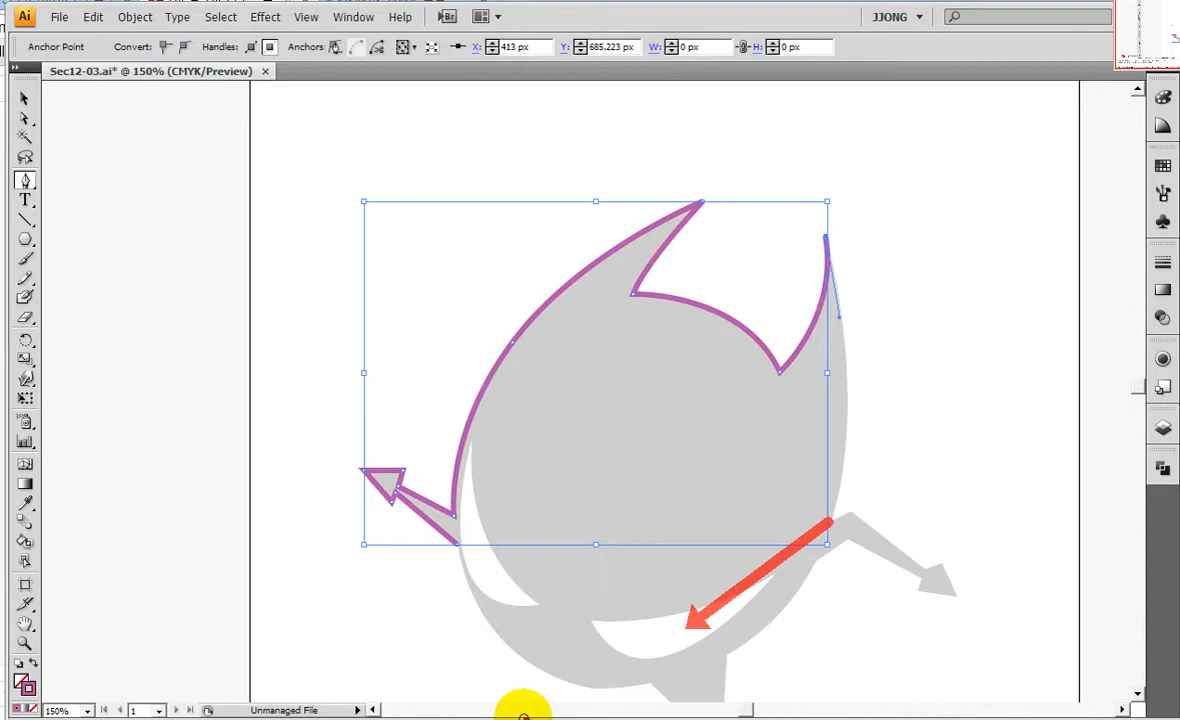 Ai File Edit Object Type Select Effect View Window Help Br JJONG
Anchor Point Convert: Handles: Anchors: X: 413 px Y: 685.223 px W: 0 px H: 0 px
Sec12-03.ai* @ 150% (CMYK/Preview)
T
150% 1 Unmanaged File